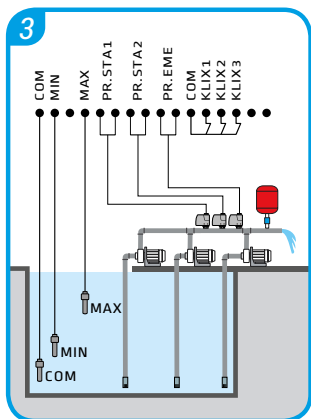 3
COM
MIN
MAX
PR.STA1
PR.STA2
PR.EME
COM
KLIX1
KLIX2
KLIX3
MAX
MIN
COM